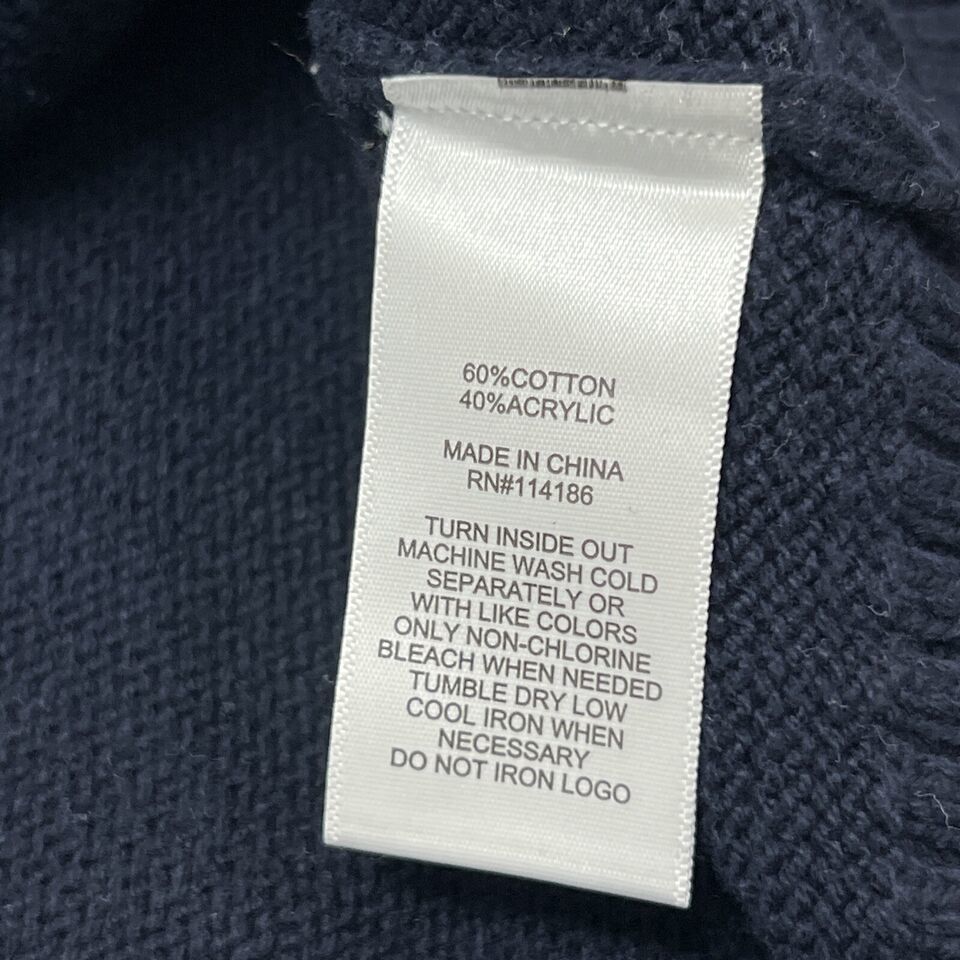 60%COTTON
40%ACRYLIC
MADE IN CHINA
RN#114186
TURN INSIDE OUT
MACHINE WASH COLD
SEPARATELY OR
WITH LIKE COLORS
ONLY NON-CHLORINE
BLEACH WHEN NEEDED
TUMBLE DRY LOW
COOL IRON WHEN
NECESSARY
DO NOT IRON LOGO